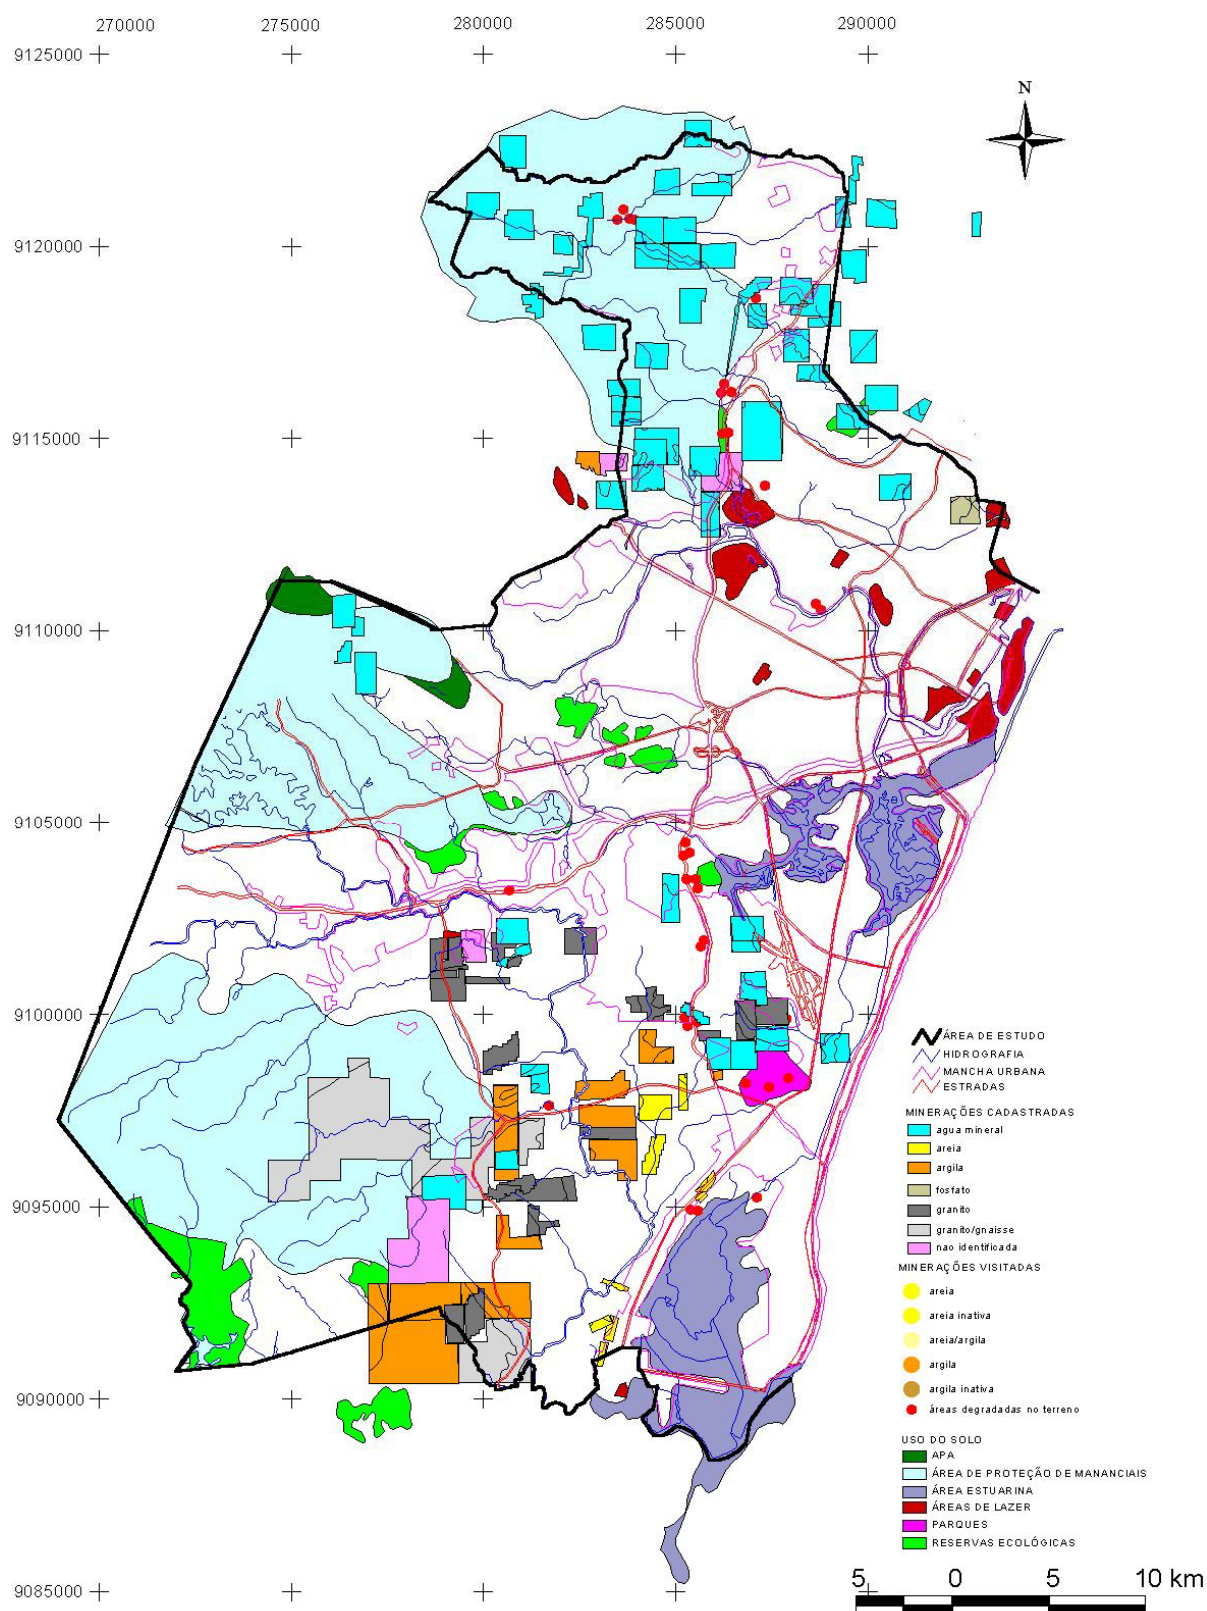 270000 275000 280000 285000 290000
9125000
N
9120000
9115000
9110000
9105000
9100000
9095000
9090000
9085000
ÁREA DE ESTUDO
HIDROGRAFIA
MANCHA URBANA
ESTRADAS
MINERAÇÕES CADASTRADAS
agua mineral
areia
argila
fosfato
granito
granito/gnaisse
nao identificada
MINERAÇÕES VISITADAS
areia
areia inativa
areia/argila
argila
argila inativa
áreas degradadas no terreno
USO DO SOLO
APA
ÁREA DE PROTEÇÃO DE MANANCIAIS
ÁREA ESTUARINA
ÁREAS DE LAZER
PARQUES
RESERVAS ECOLÓGICAS
5 0 5 10 km